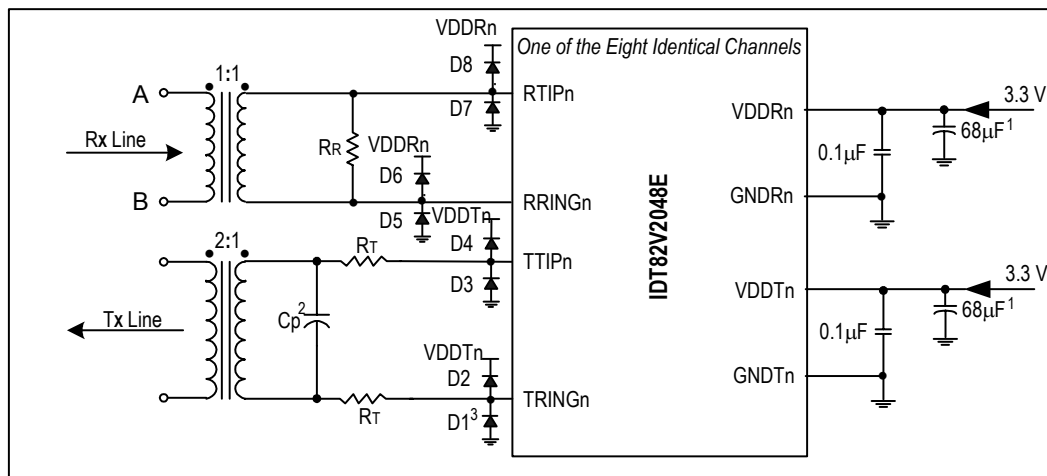 One of the Eight Identical Channels
VDDRn
D8
1:1
A
RTIPn
VDDRn
3.3 V
D7
68µF1
Rx Line
RR
VDDRn
0.1µF
D6
B
RRINGn
GNDRn
D5
VDDTn
2:1
RT
D4
TTIPn
IDT82V2048E
VDDTn
3.3 V
D3
68µF1
Tx Line
Cp2
0.1µF
VDDTn
D2
GNDTn
TRINGn
RT
D13